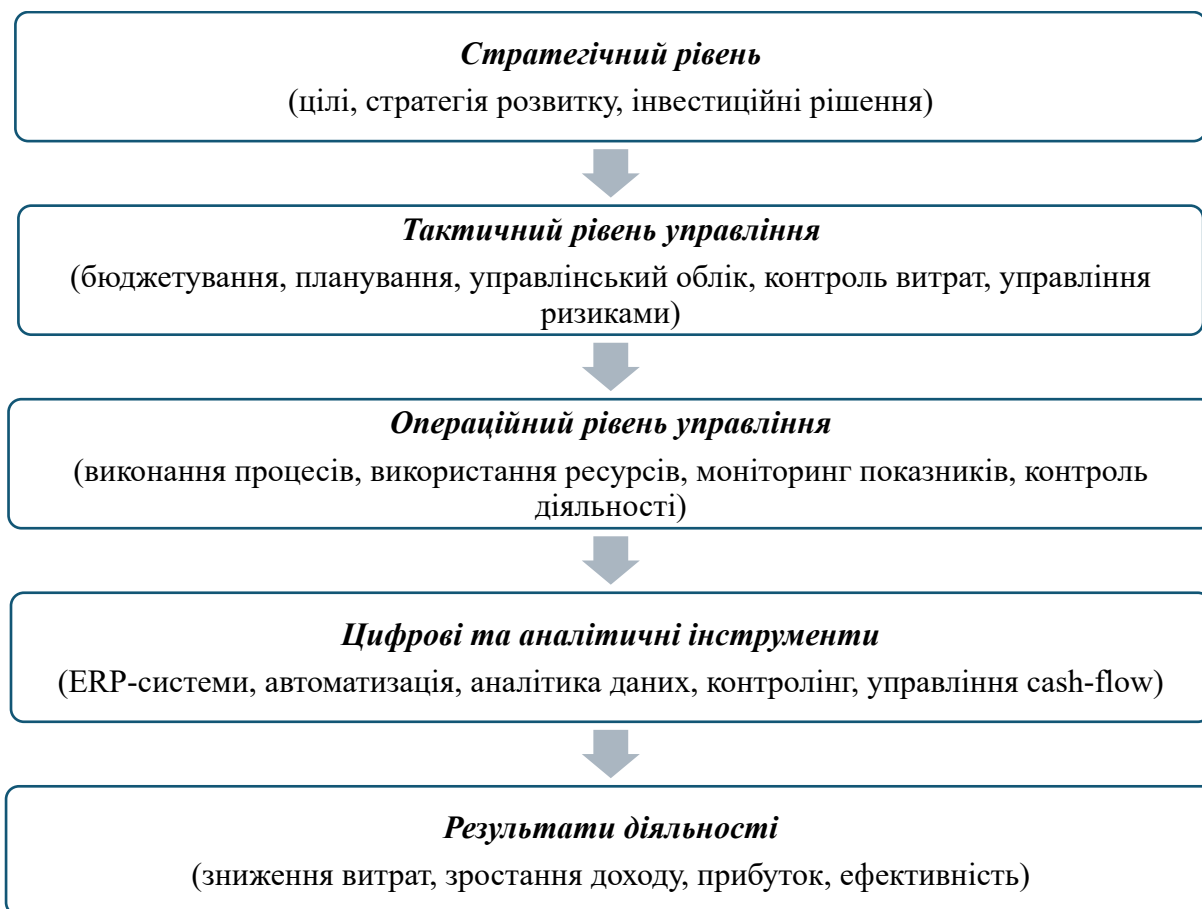 Стратегічний рівень
(цілі, стратегія розвитку, інвестиційні рішення)
Тактичний рівень управління
(бюджетування, планування, управлінський облік, контроль витрат, управління
ризиками)
Операційний рівень управління
(виконання процесів, використання ресурсів, моніторинг показників, контроль
діяльності)
Цифрові та аналітичні інструменти
(ERP-системи, автоматизація, аналітика даних, контролінг, управління cash-flow)
Результати діяльності
(зниження витрат, зростання доходу, прибуток, ефективність)